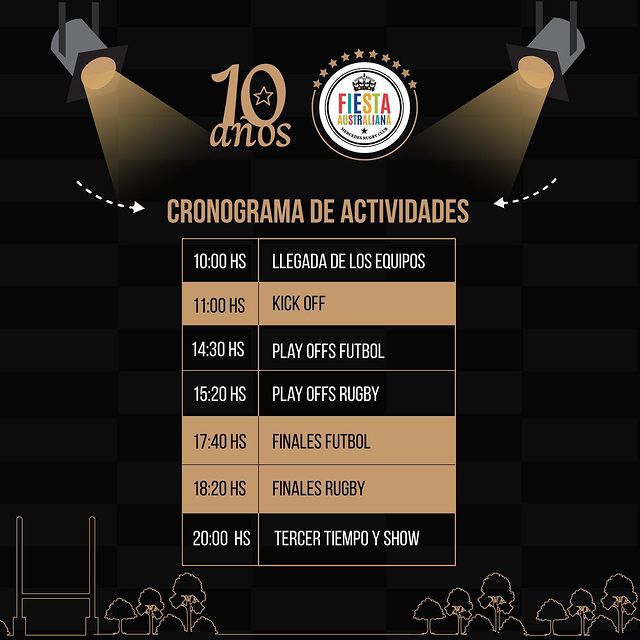 10
años
FIESTA
AUSTRALIANA
MERCEDES RUGBY CLUB
CRONOGRAMA DE ACTIVIDADES
10:00 HS LLEGADA DE LOS EQUIPOS
11:00 HS KICK OFF
14:30 HS PLAY OFFS FUTBOL
15:20 HS PLAY OFFS RUGBY
17:40 HS FINALES FUTBOL
18:20 HS FINALES RUGBY
20:00 HS TERCER TIEMPO Y SHOW